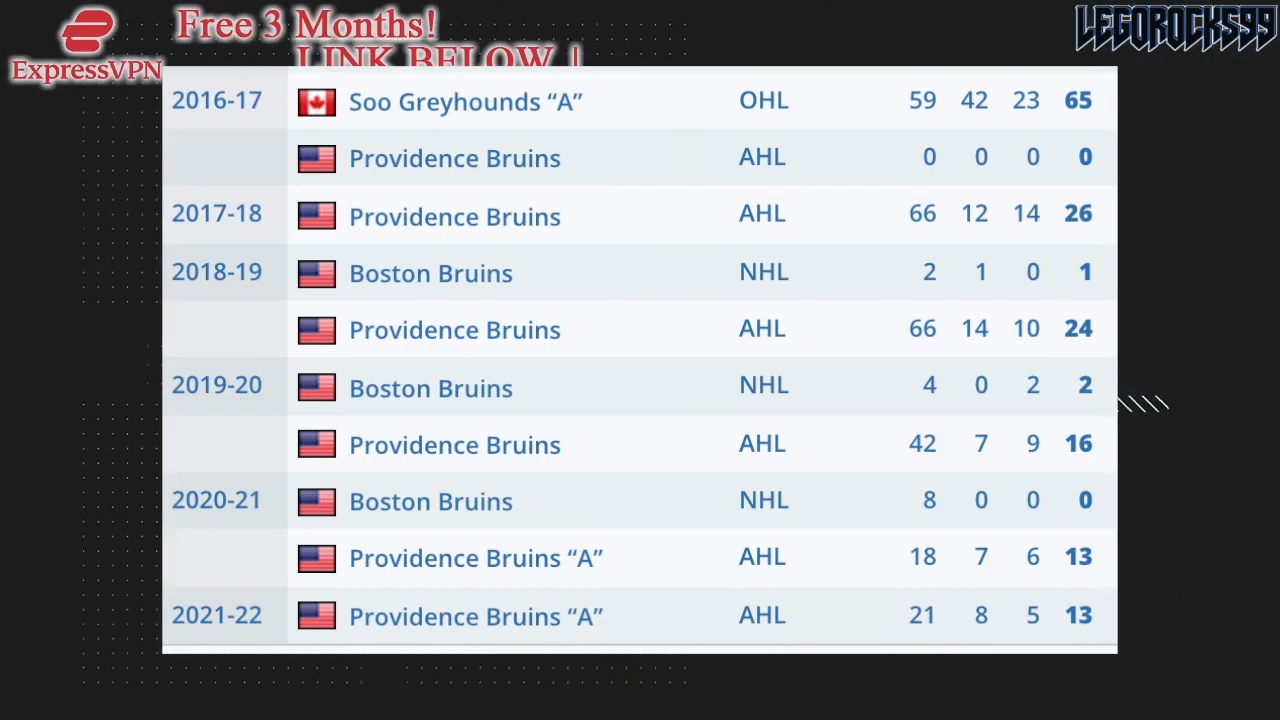 Free 3 Months!
LINK BELOW
ExpressVPN
LEGOROCKS99
2016-17 Soo Greyhounds “A” OHL 59 42 23 65
Providence Bruins AHL 0 0 0 0
2017-18 Providence Bruins AHL 66 12 14 26
2018-19 Boston Bruins NHL 2 1 0 1
Providence Bruins AHL 66 14 10 24
2019-20 Boston Bruins NHL 4 0 2 2
Providence Bruins AHL 42 7 9 16
2020-21 Boston Bruins NHL 8 0 0 0
Providence Bruins “A” AHL 18 7 6 13
2021-22 Providence Bruins “A” AHL 21 8 5 13